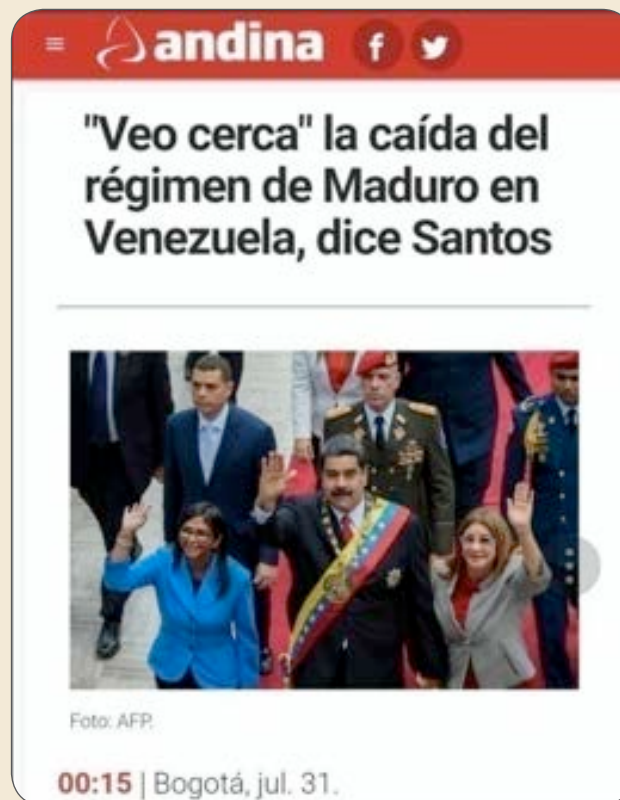 andina
"Veo cerca" la caída del
régimen de Maduro en
Venezuela, dice Santos
Foto: AFP.
00:15 | Bogotá, jul. 31.